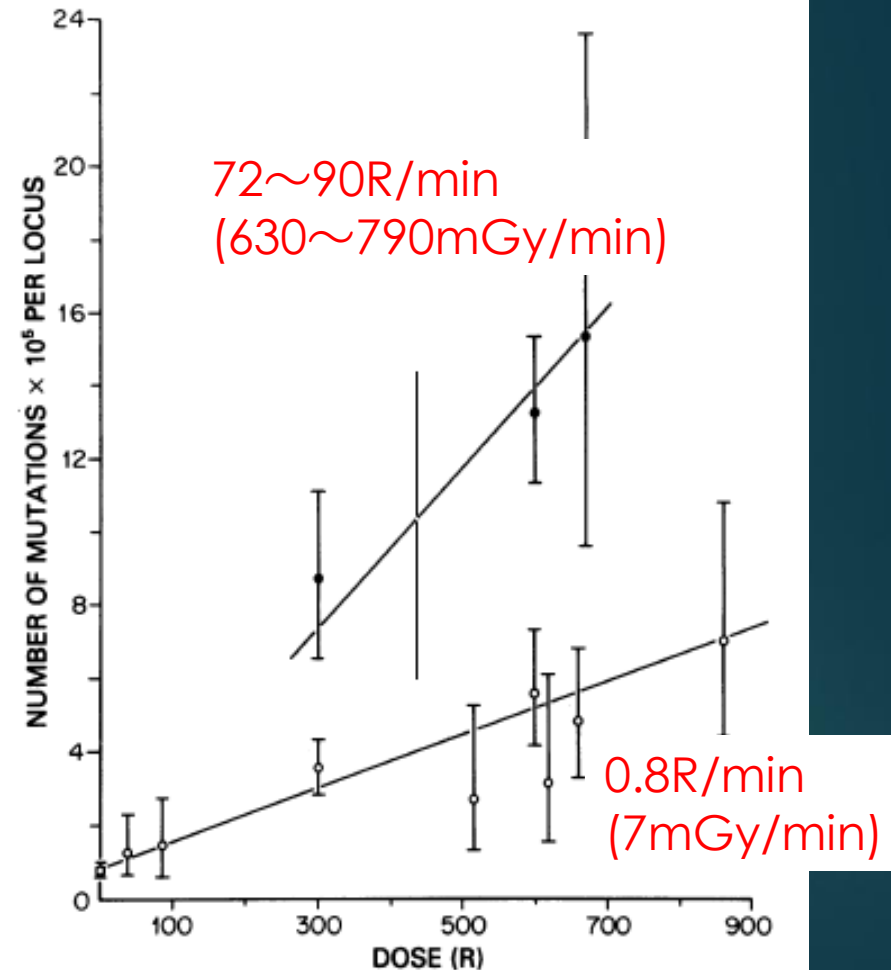 24
20
16
12
8
4
0
NUMBER OF MUTATIONS × 10⁵ PER LOCUS
72～90R/min
(630～790mGy/min)
0.8R/min
(7mGy/min)
100 300 500 700 900
DOSE (R)